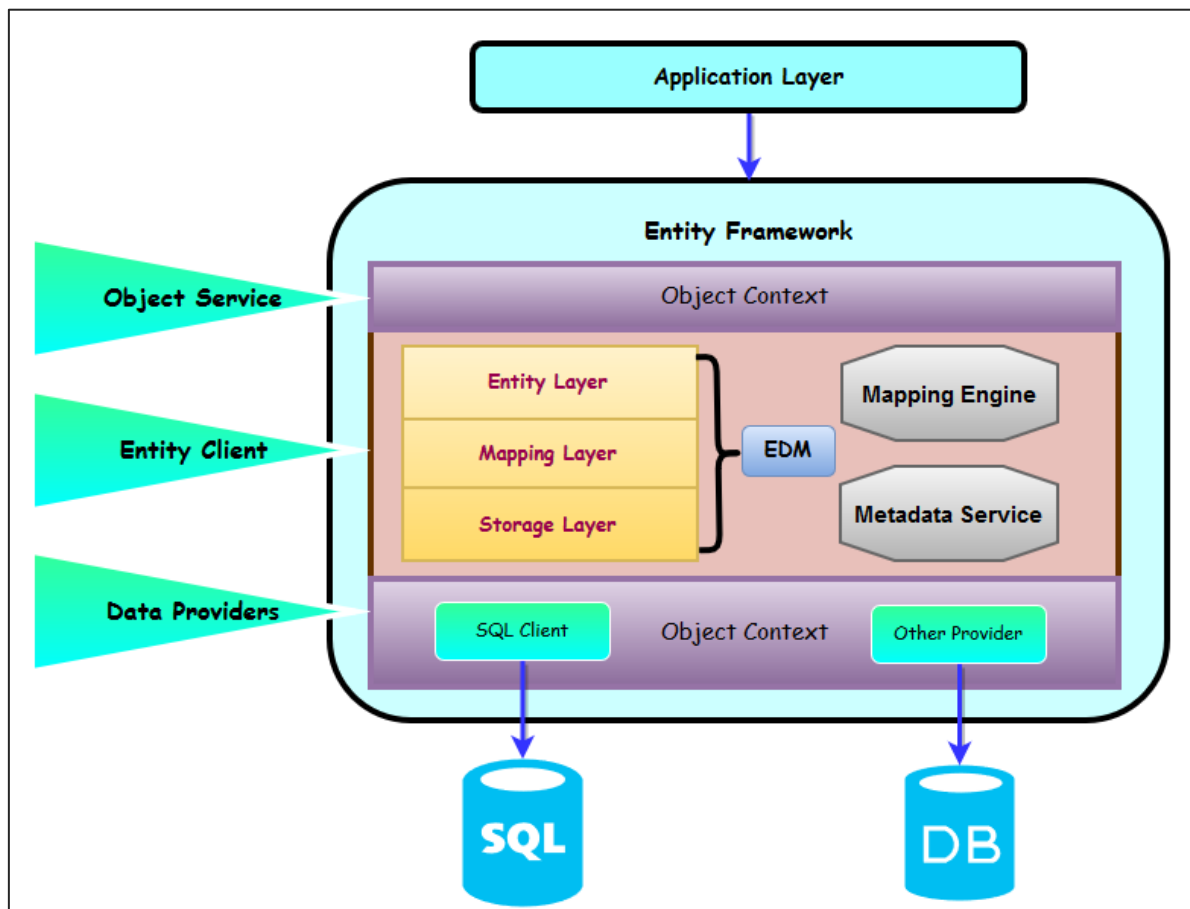 Application Layer
Entity Framework
Object Service
Object Context
Entity Layer
Mapping Engine
Entity Client
Mapping Layer
EDM
Storage Layer
Metadata Service
Data Providers
SQL Client
Object Context
Other Provider
SQL
DB